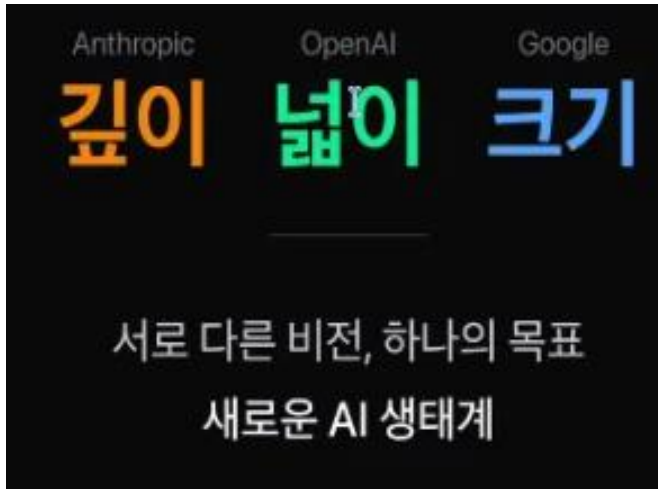 Anthropic OpenAI Google
깊이 넓이 크기
서로 다른 비전, 하나의 목표
새로운 AI 생태계